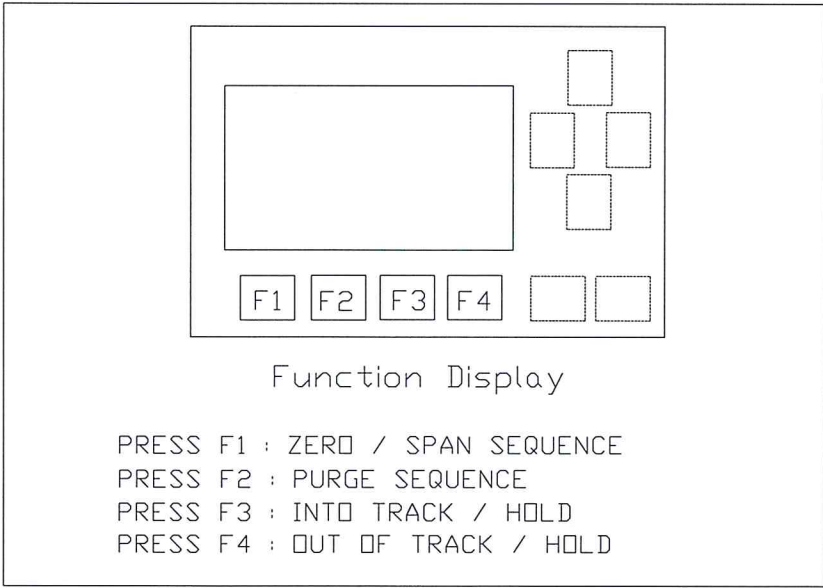 F1 F2 F3 F4
Function Display
PRESS F1 : ZERO / SPAN SEQUENCE
PRESS F2 : PURGE SEQUENCE
PRESS F3 : INTO TRACK / HOLD
PRESS F4 : OUT OF TRACK / HOLD